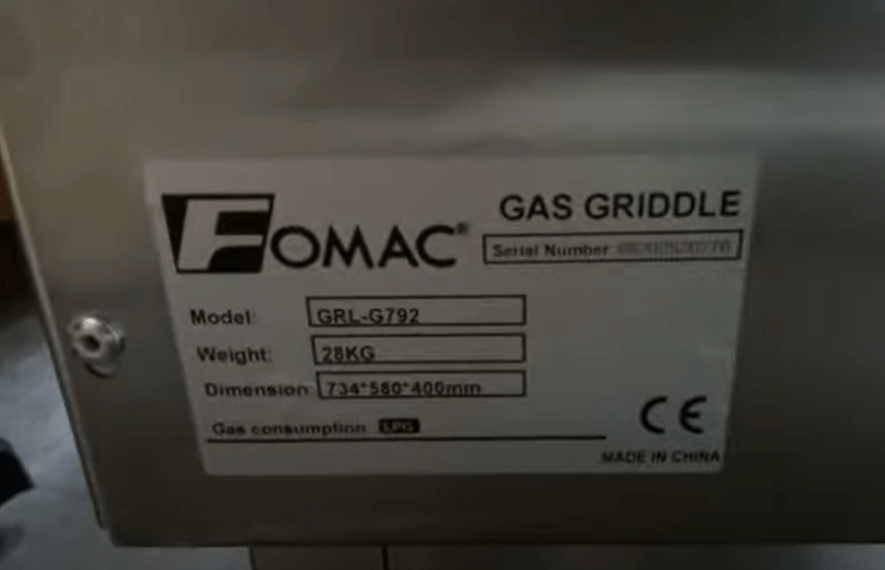 FOMAC®
GAS GRIDDLE
Serial Number:
Model: GRL-G792
Weight: 28KG
Dimension: 734*580*400mm
Gas consumption LPG
CE
MADE IN CHINA